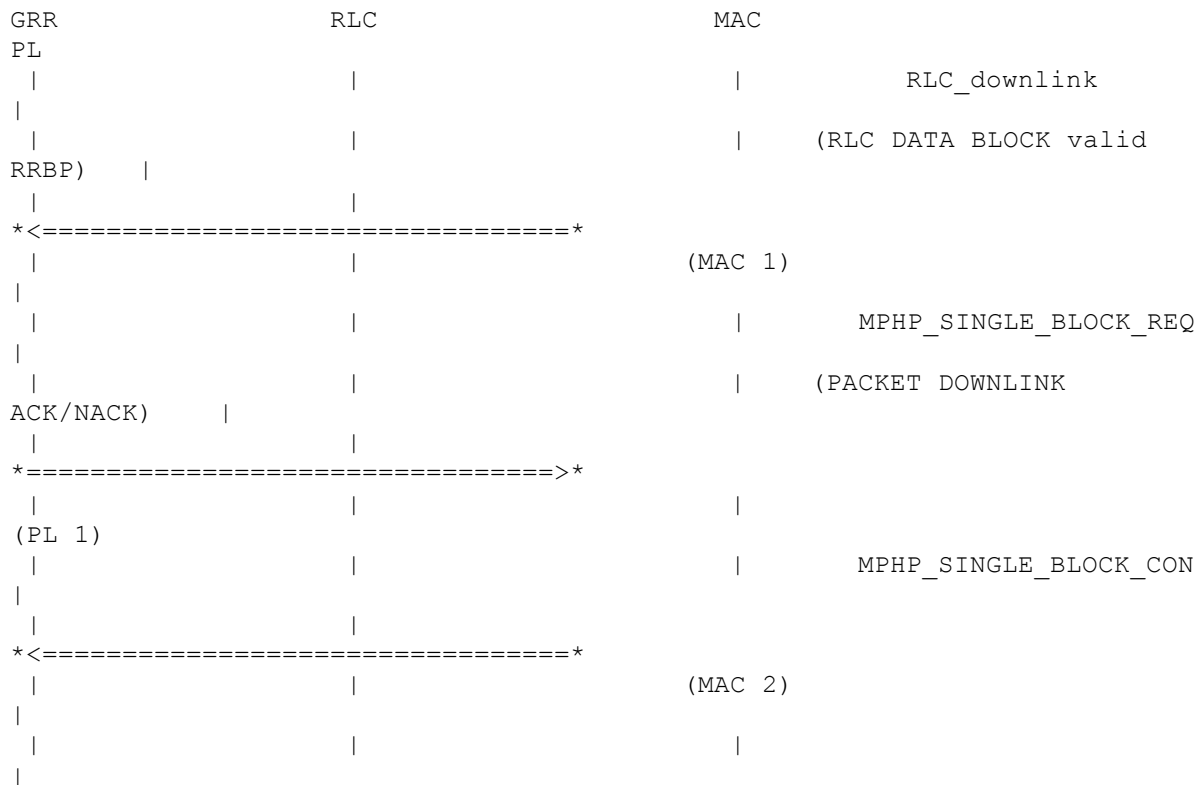 GRR                 RLC                     MAC
PL
 |                   |                       |          RLC_downlink
|
 |                   |                       |    (RLC DATA BLOCK valid
RRBP)   |
 |                   |
*<==================================*
 |                   |                    (MAC 1)
|
 |                   |                       |       MPHP_SINGLE_BLOCK_REQ
|
 |                   |                       |    (PACKET DOWNLINK
ACK/NACK)    |
 |                   |
*=================================>*
 |                   |                       |
(PL 1)
 |                   |                       |       MPHP_SINGLE_BLOCK_CON
|
 |                   |
*<==================================*
 |                   |                    (MAC 2)
|
 |                   |                       |
|